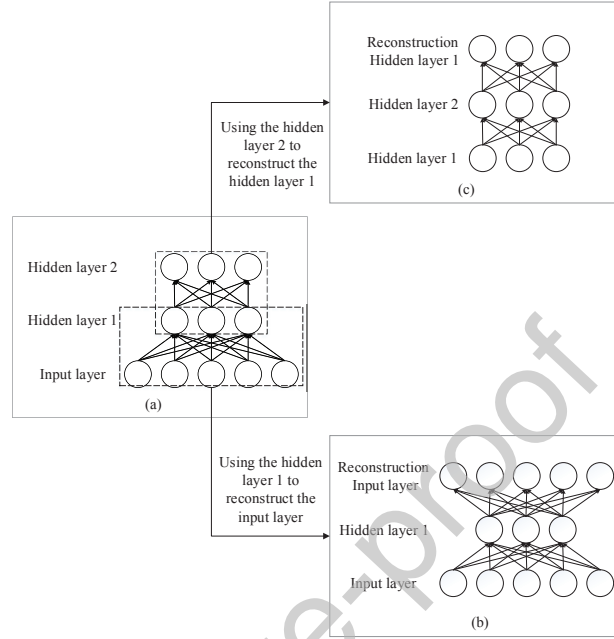 Reconstruction
Hidden layer 1
Hidden layer 2
Hidden layer 1
(c)
Using the hidden
layer 2 to
reconstruct the
hidden layer 1
Hidden layer 2
Hidden layer 1
Input layer
(a)
Using the hidden
layer 1 to
reconstruct the
input layer
Reconstruction
Input layer
Hidden layer 1
Input layer
(b)
e-proof